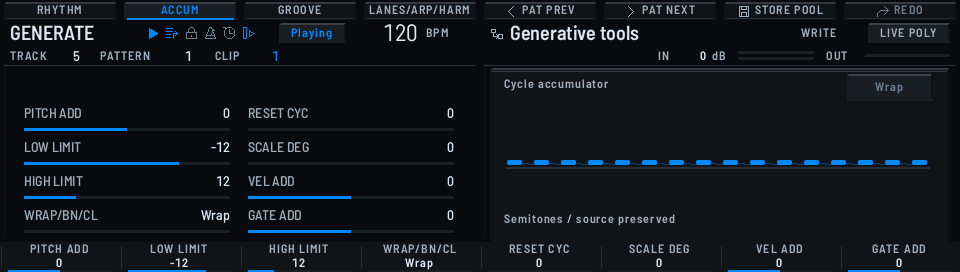 RHYTHM ACCUM GROOVE LANES/ARP/HARM PAT PREV PAT NEXT STORE POOL REDO
GENERATE Playing 120 BPM Generative tools WRITE LIVE POLY
TRACK 5 PATTERN 1 CLIP 1 IN 0 dB OUT
Cycle accumulator Wrap
PITCH ADD 0 RESET CYC 0
LOW LIMIT -12 SCALE DEG 0
HIGH LIMIT 12 VEL ADD 0
WRAP/BN/CL Wrap GATE ADD 0
Semitones / source preserved
PITCH ADD LOW LIMIT HIGH LIMIT WRAP/BN/CL RESET CYC SCALE DEG VEL ADD GATE ADD
0 -12 12 Wrap 0 0 0 0